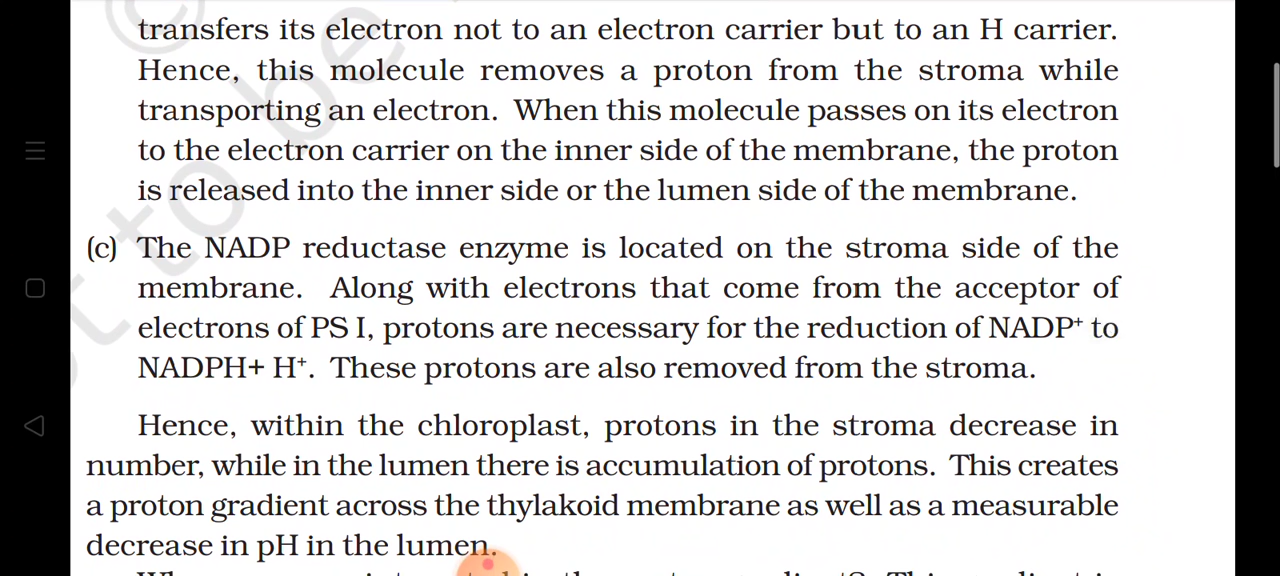 transfers its electron not to an electron carrier but to an H carrier.
Hence, this molecule removes a proton from the stroma while
transporting an electron. When this molecule passes on its electron
to the electron carrier on the inner side of the membrane, the proton
is released into the inner side or the lumen side of the membrane.
(c) The NADP reductase enzyme is located on the stroma side of the
membrane. Along with electrons that come from the acceptor of
electrons of PS I, protons are necessary for the reduction of NADP⁺ to
NADPH+ H⁺. These protons are also removed from the stroma.
Hence, within the chloroplast, protons in the stroma decrease in
number, while in the lumen there is accumulation of protons. This creates
a proton gradient across the thylakoid membrane as well as a measurable
decrease in pH in the lumen.
© to be